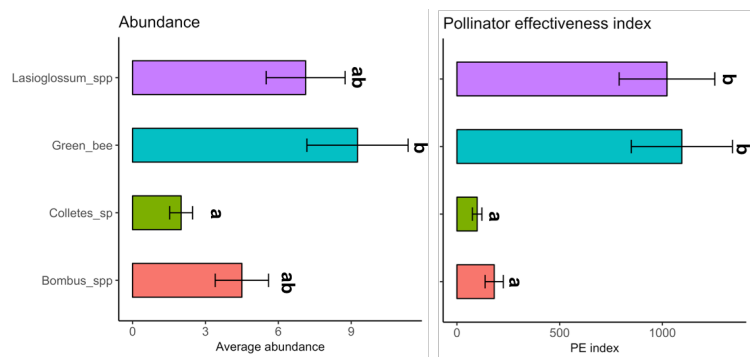 Abundance
Lasioglossum_spp
ab
Green_bee
b
Colletes_sp
a
Bombus_spp
ab
0 3 6 9
Average abundance
Pollinator effectiveness index
b
b
a
a
0 500 1000
PE index